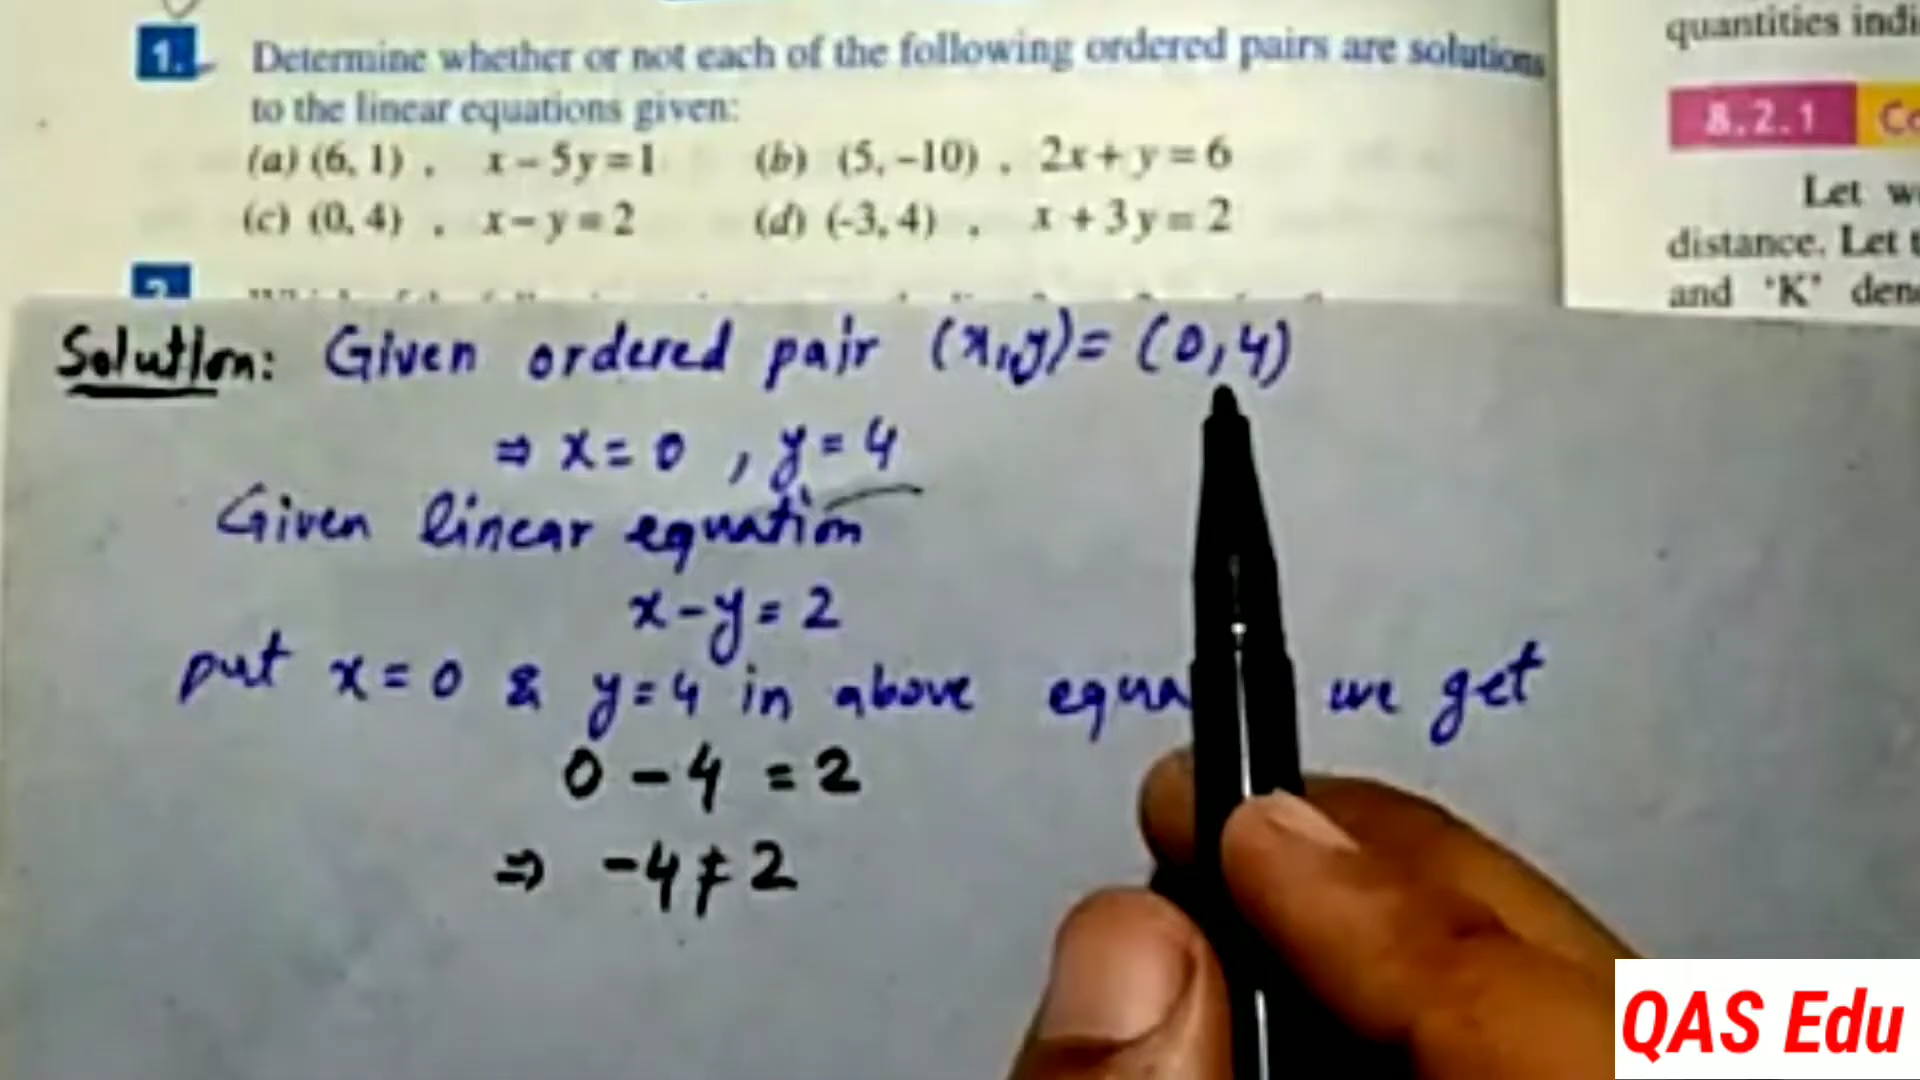 1. Determine whether or not each of the following ordered pairs are solutions
to the linear equations given:
(a) (6, 1) , x - 5y = 1 (b) (5, -10) , 2x + y = 6
(c) (0, 4) , x - y = 2 (d) (-3, 4) , x + 3y = 2
quantities indi
8.2.1 Co
Let w
distance. Let t
and 'K' den
Solution: Given ordered pair (x,y) = (0,4)
⇒ x = 0 , y = 4
Given linear equation
x - y = 2
put x = 0 & y = 4 in above equa we get
0 - 4 = 2
⇒ -4 ≠ 2
QAS Edu